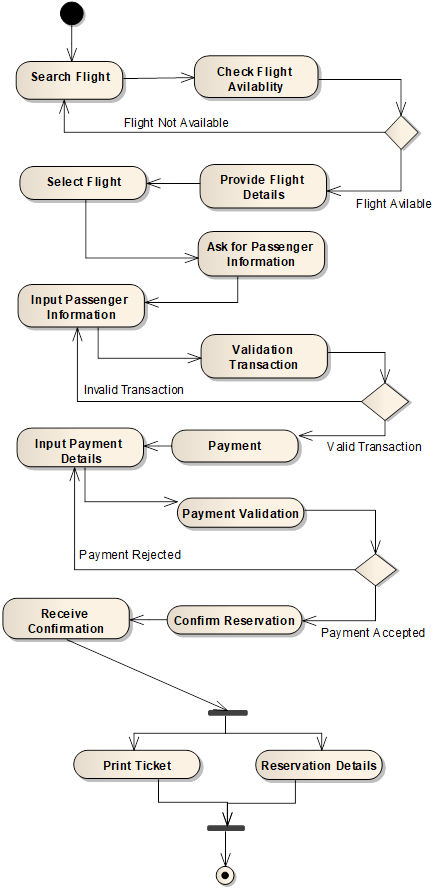 Search Flight
Check Flight
Avilablity
Flight Not Available
Select Flight
Provide Flight
Details
Flight Avilable
Ask for Passenger
Information
Input Passenger
Information
Validation
Transaction
Invalid Transaction
Input Payment
Details
Payment
Valid Transaction
Payment Validation
Payment Rejected
Receive
Confirmation
Confirm Reservation
Payment Accepted
Print Ticket
Reservation Details